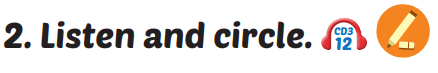 2. Listen and circle.
CD3
12